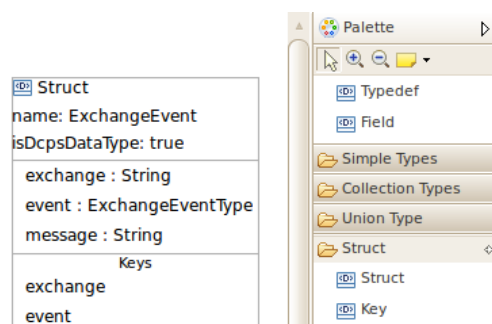 Struct
name: ExchangeEvent
isDcpsDataType: true
exchange : String
event : ExchangeEventType
message : String
Keys
exchange
event
Palette
Typedef
Field
Simple Types
Collection Types
Union Type
Struct
Struct
Key